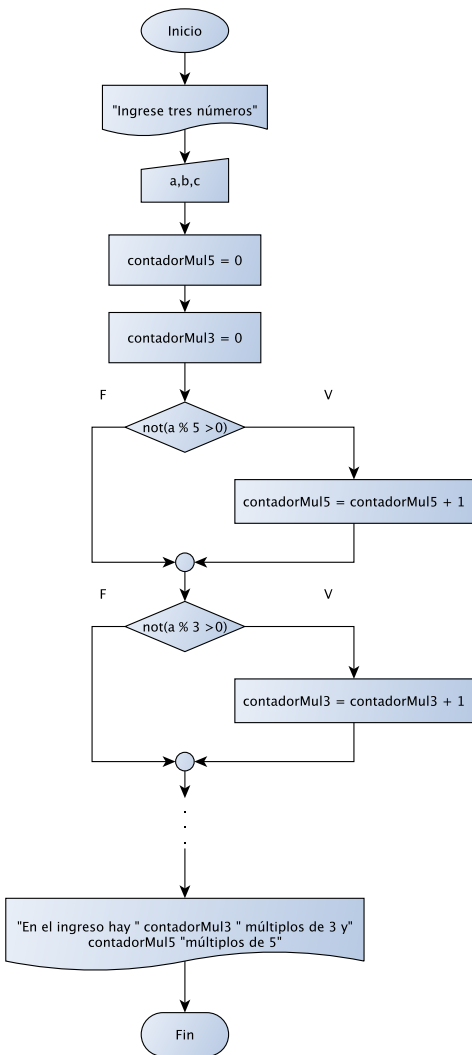 Inicio
"Ingrese tres números"
a,b,c
contadorMul5 = 0
contadorMul3 = 0
F
V
not(a % 5 >0)
contadorMul5 = contadorMul5 + 1
F
V
not(a % 3 >0)
contadorMul3 = contadorMul3 + 1
.
.
.
"En el ingreso hay " contadorMul3 " múltiplos de 3 y"
contadorMul5 "múltiplos de 5"
Fin